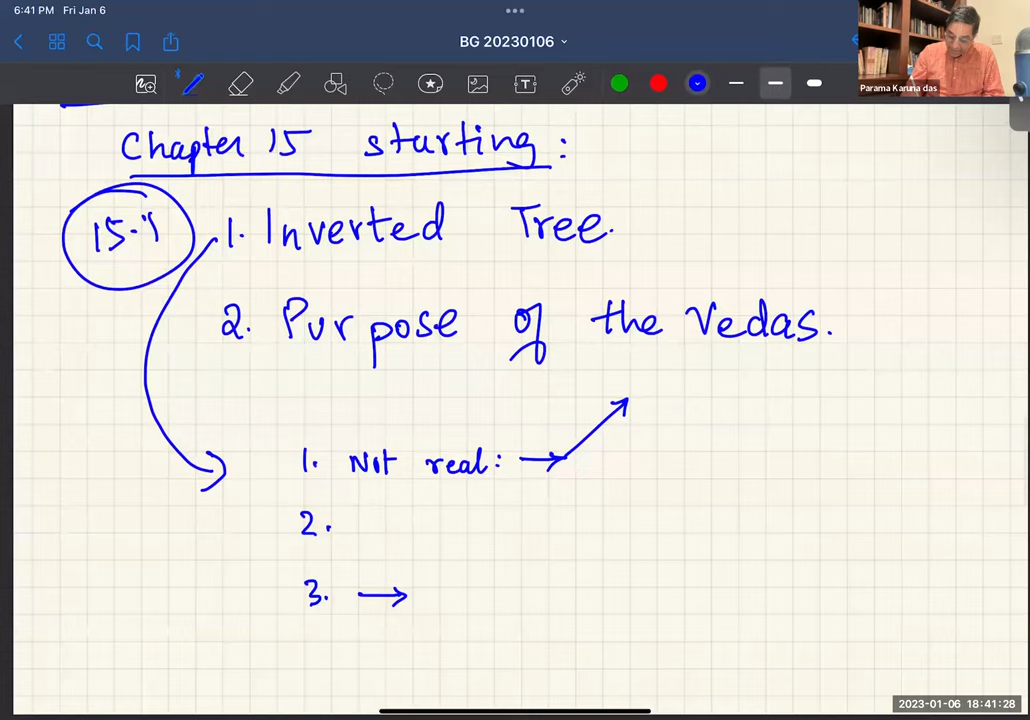 6:41 PM Fri Jan 6
BG 20230106
Parama Karuna das
Chapter 15 starting:
15.1 1. Inverted Tree.
2. Purpose of the Vedas.
1. Not real:
2.
3.
2023-01-06 18:41:28